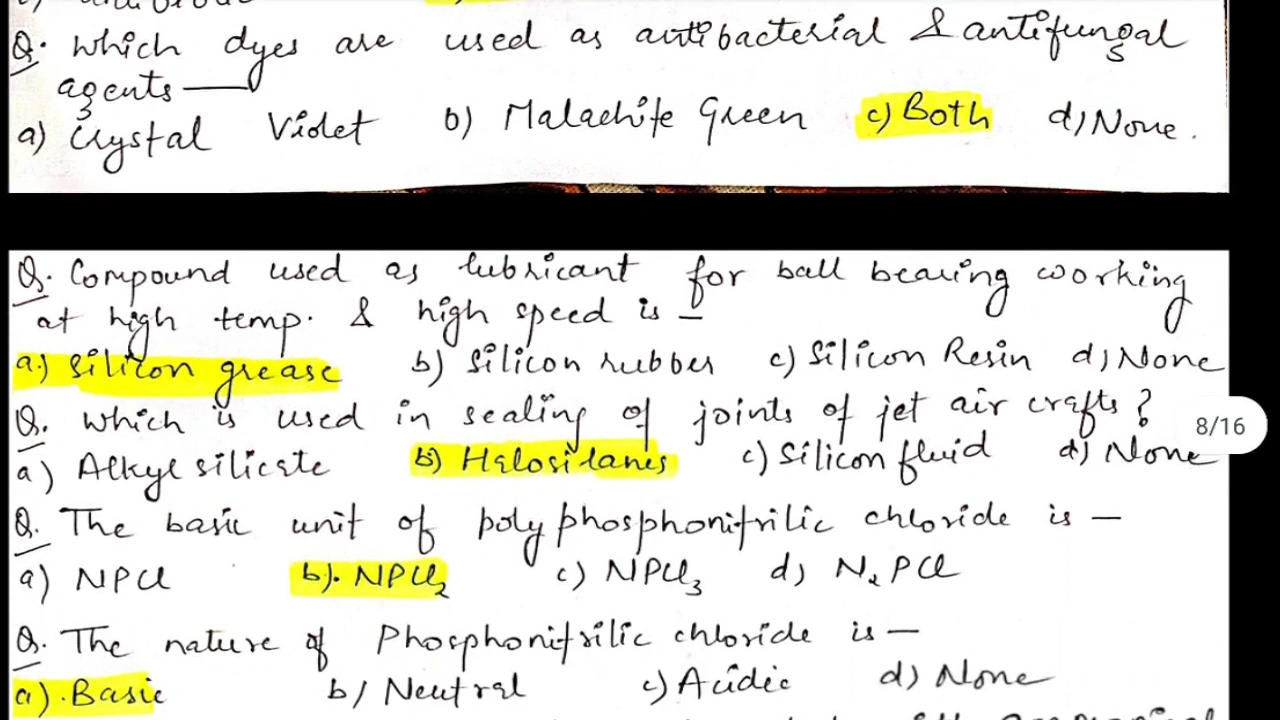 Q. Which dyes are used as antibacterial & antifungal
agents —
a) Crystal Violet b) Malachite Green c) Both d) None.
Q. Compound used as lubricant for ball bearing working
at high temp. & high speed is —
a.) Silicon grease b) Silicon rubber c) Silicon Resin d) None
Q. Which is used in sealing of joints of jet air crafts?
8/16
a) Alkyl silicate b) Halosilanes c) Silicon fluid d) None
Q. The basic unit of polyphosphonitrilic chloride is —
a) NPCl b). NPCl2 c) NPCl3 d) N2PCl
Q. The nature of Phosphonitrilic chloride is —
a). Basic b) Neutral c) Acidic d) None